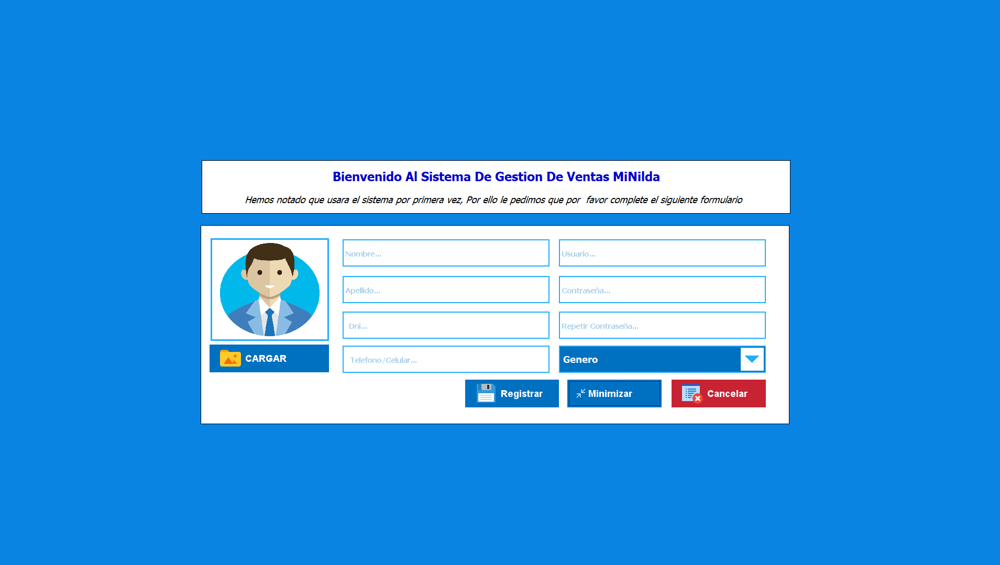 Bienvenido Al Sistema De Gestion De Ventas MiNilda
Hemos notado que usara el sistema por primera vez, Por ello le pedimos que por  favor complete el siguiente formulario
Nombre...
Usuario...
Apellido...
Contraseña...
Dni...
Repetir Contraseña...
CARGAR
Telefono/Celular...
Genero
Registrar
Minimizar
Cancelar